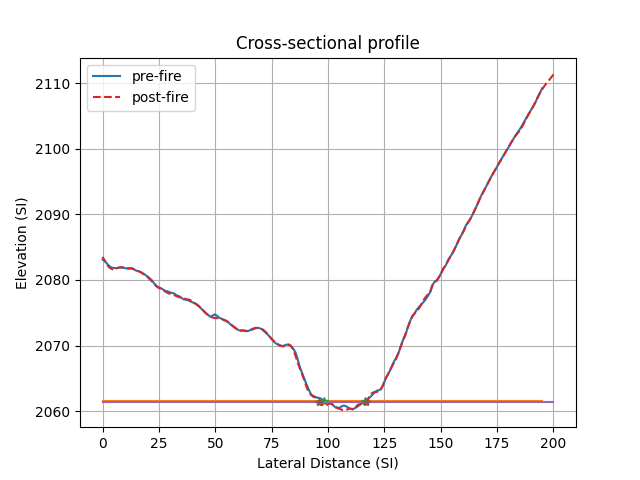 Cross-sectional profile
pre-fire
post-fire
Elevation (SI)
2110
2100
2090
2080
2070
2060
0 25 50 75 100 125 150 175 200
Lateral Distance (SI)